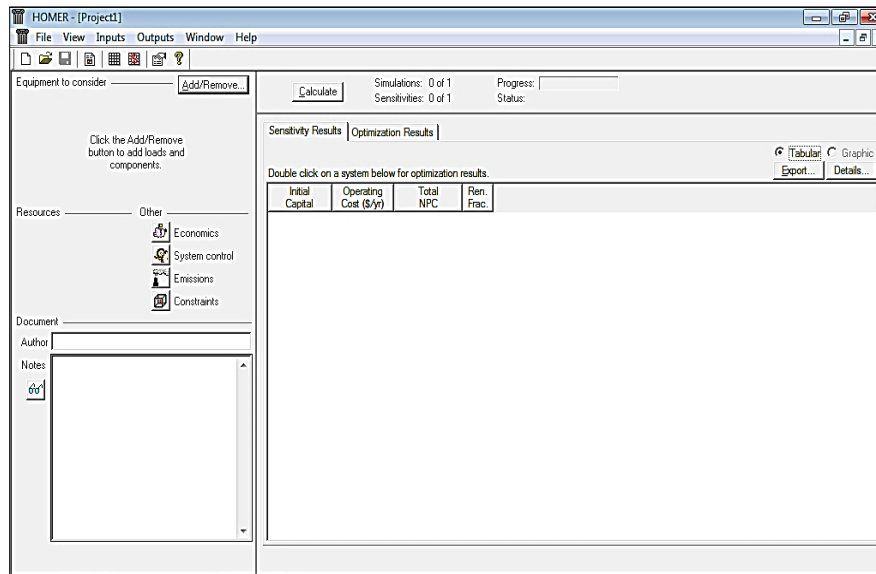 HOMER - [Project1]
File View Inputs Outputs Window Help
Equipment to consider
Add/Remove...
Click the Add/Remove
button to add loads and
components.
Resources
Other
Economics
System control
Emissions
Constraints
Document
Author
Notes
Calculate
Simulations: 0 of 1
Sensitivities: 0 of 1
Progress:
Status:
Sensitivity Results
Optimization Results
Tabular
Graphic
Double click on a system below for optimization results.
Export...
Details...
Initial
Capital
Operating
Cost ($/yr)
Total
NPC
Ren.
Frac.